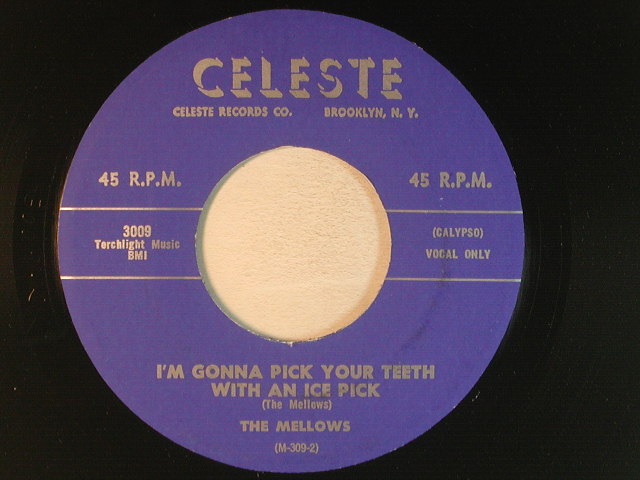 CELESTE
CELESTE RECORDS CO. BROOKLYN, N. Y.
45 R.P.M. 45 R.P.M.
3009
Terchlight Music
BMI
(CALYPSO)
VOCAL ONLY
I'M GONNA PICK YOUR TEETH
WITH AN ICE PICK
(The Mellows)
THE MELLOWS
(M-309-2)